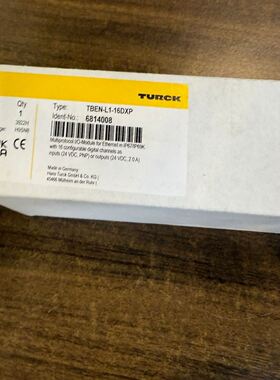 TURCK
Qty
1
Type: TBEN-L1-16DXP
Ident-No.: 6814008
Multiprotocol I/O-Module for Ethernet in IP67/IP69K
with 16 configurable digital channels as
inputs (24 VDC, PNP) or outputs (24 VDC, 2.0 A)
Made in Germany
Hans Turck GmbH & Co. KG |
45466 Mülheim an der Ruhr |
CE